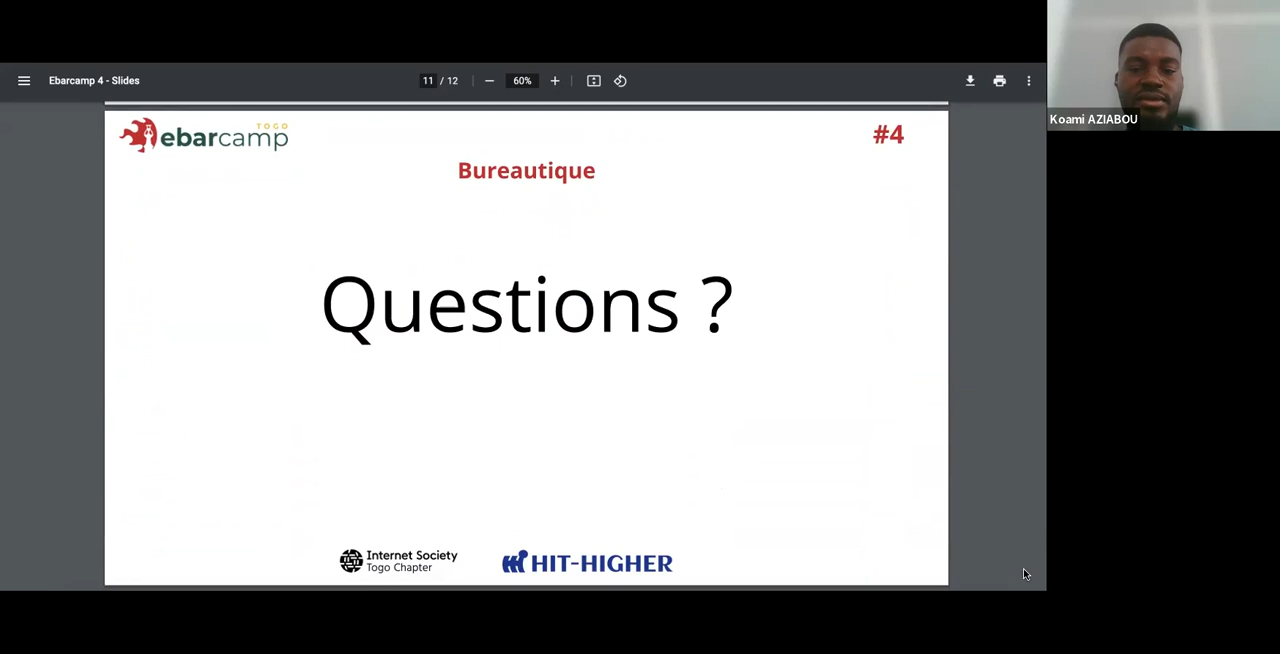 Ebarcamp 4 - Slides
11 / 12
60%
Koami AZIABOU
TOGO
ebarcamp
#4
Bureautique
Questions ?
Internet Society
Togo Chapter
HIT-HIGHER